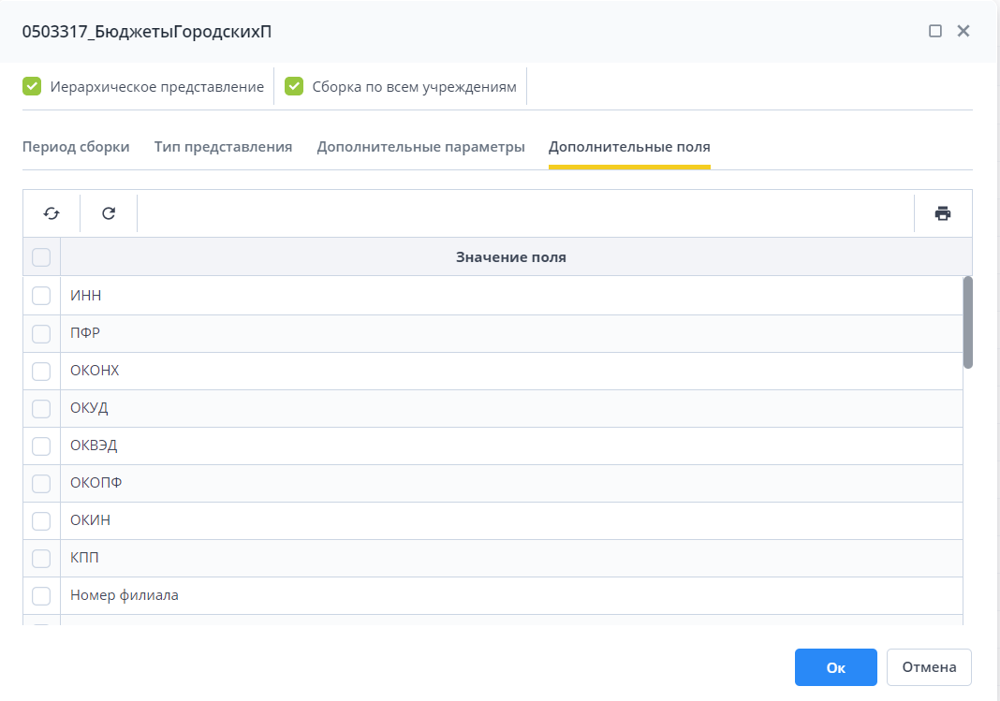 0503317_БюджетыГородскихП
Иерархическое представление
Сборка по всем учреждениям
Период сборки
Тип представления
Дополнительные параметры
Дополнительные поля
Значение поля
ИНН
ПФР
ОКОНХ
ОКУД
ОКВЭД
ОКОПФ
ОКИН
КПП
Номер филиала
Ок
Отмена